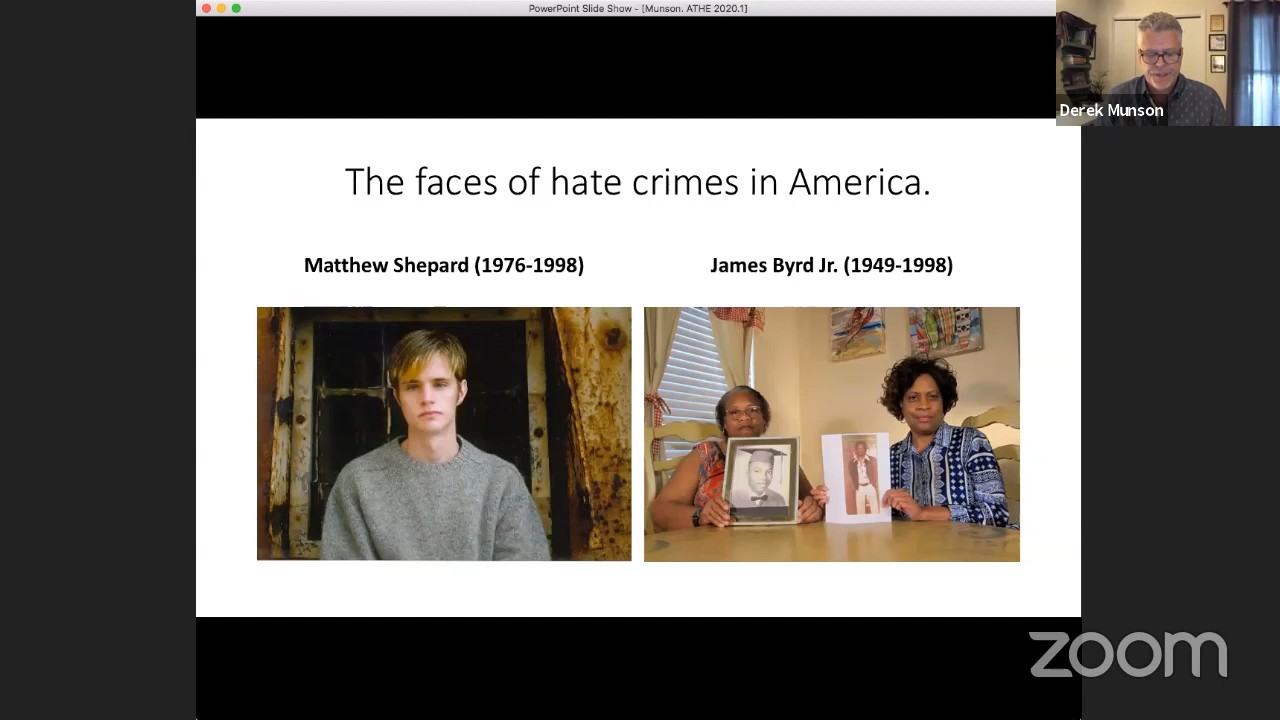 PowerPoint Slide Show - [Munson. ATHE 2020.1]
Derek Munson
The faces of hate crimes in America.
Matthew Shepard (1976-1998)
James Byrd Jr. (1949-1998)
zoom